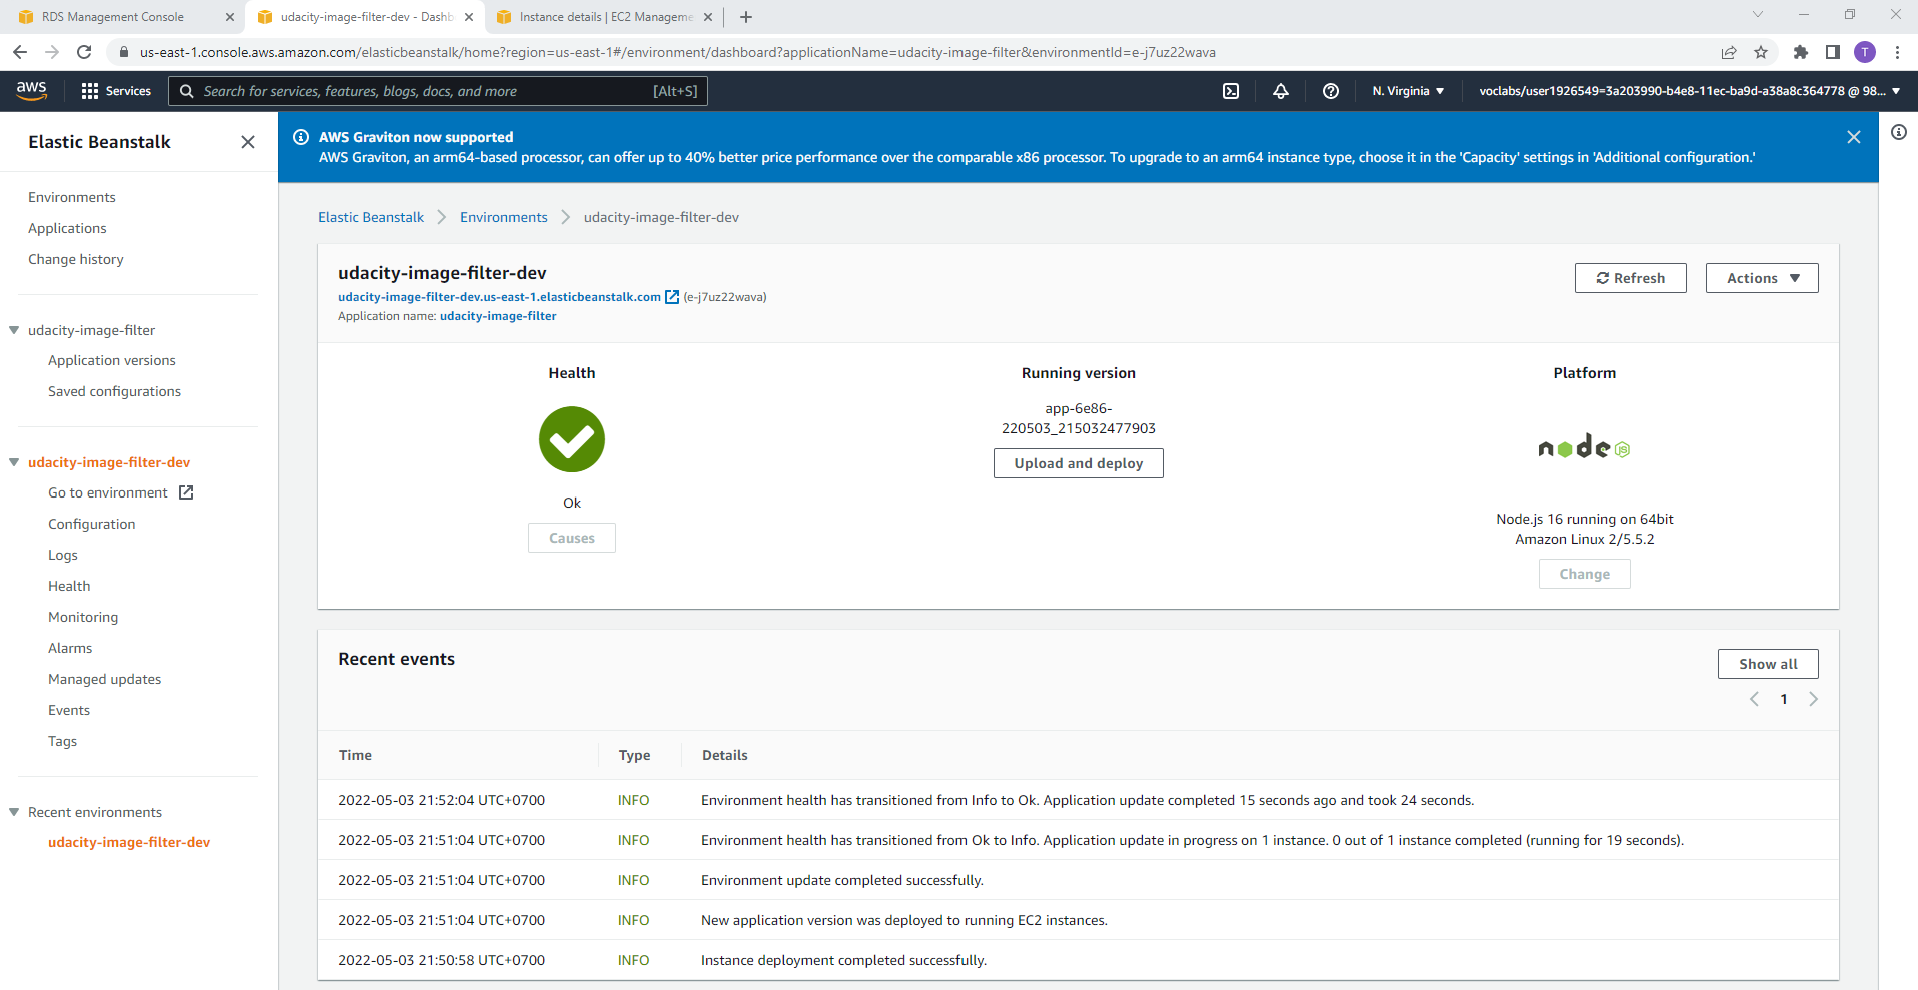 RDS Management Console
udacity-image-filter-dev - Dashb
Instance details | EC2 Manageme
us-east-1.console.aws.amazon.com/elasticbeanstalk/home?region=us-east-1#/environment/dashboard?applicationName=udacity-image-filter&environmentId=e-j7uz22wava
T
aws
Services
Search for services, features, blogs, docs, and more
[Alt+S]
N. Virginia
voclabs/user1926549=3a203990-b4e8-11ec-ba9d-a38a8c364778 @ 98...
Elastic Beanstalk
Environments
Applications
Change history
udacity-image-filter
Application versions
Saved configurations
udacity-image-filter-dev
Go to environment
Configuration
Logs
Health
Monitoring
Alarms
Managed updates
Events
Tags
Recent environments
udacity-image-filter-dev
AWS Graviton now supported
AWS Graviton, an arm64-based processor, can offer up to 40% better price performance over the comparable x86 processor. To upgrade to an arm64 instance type, choose it in the 'Capacity' settings in 'Additional configuration.'
Elastic Beanstalk
Environments
udacity-image-filter-dev
udacity-image-filter-dev
udacity-image-filter-dev.us-east-1.elasticbeanstalk.com (e-j7uz22wava)
Application name: udacity-image-filter
Refresh
Actions
Health
Ok
Causes
Running version
app-6e86-
220503_215032477903
Upload and deploy
Platform
node JS
Node.js 16 running on 64bit
Amazon Linux 2/5.5.2
Change
Recent events
Show all
1
Time Type Details
2022-05-03 21:52:04 UTC+0700 INFO Environment health has transitioned from Info to Ok. Application update completed 15 seconds ago and took 24 seconds.
2022-05-03 21:51:04 UTC+0700 INFO Environment health has transitioned from Ok to Info. Application update in progress on 1 instance. 0 out of 1 instance completed (running for 19 seconds).
2022-05-03 21:51:04 UTC+0700 INFO Environment update completed successfully.
2022-05-03 21:51:04 UTC+0700 INFO New application version was deployed to running EC2 instances.
2022-05-03 21:50:58 UTC+0700 INFO Instance deployment completed successfully.